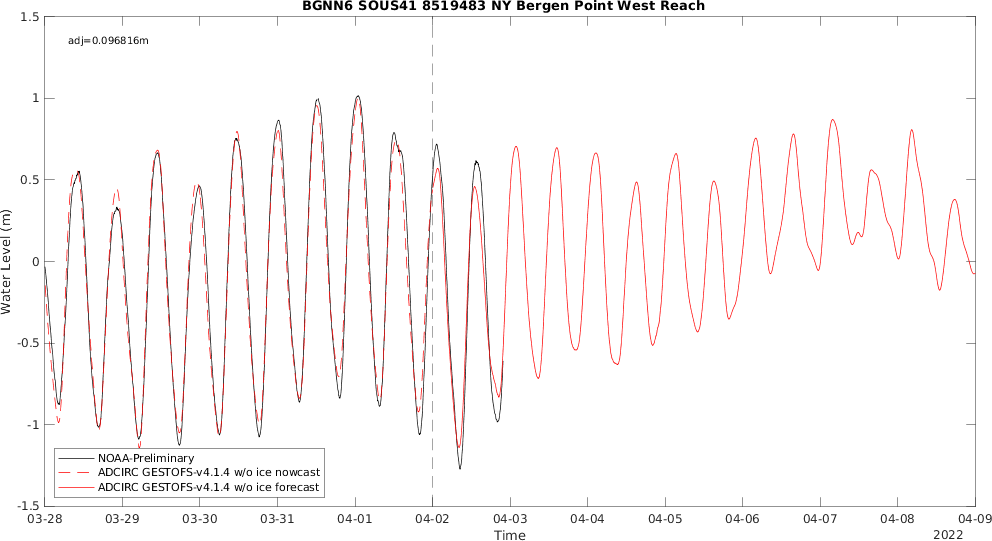 BGNN6 SOUS41 8519483 NY Bergen Point West Reach
adj=0.096816m
1.5
1
0.5
0
-0.5
-1
-1.5
Water Level (m)
NOAA-Preliminary
ADCIRC GESTOFS-v4.1.4 w/o ice nowcast
ADCIRC GESTOFS-v4.1.4 w/o ice forecast
03-28 03-29 03-30 03-31 04-01 04-02 04-03 04-04 04-05 04-06 04-07 04-08 04-09
Time
2022